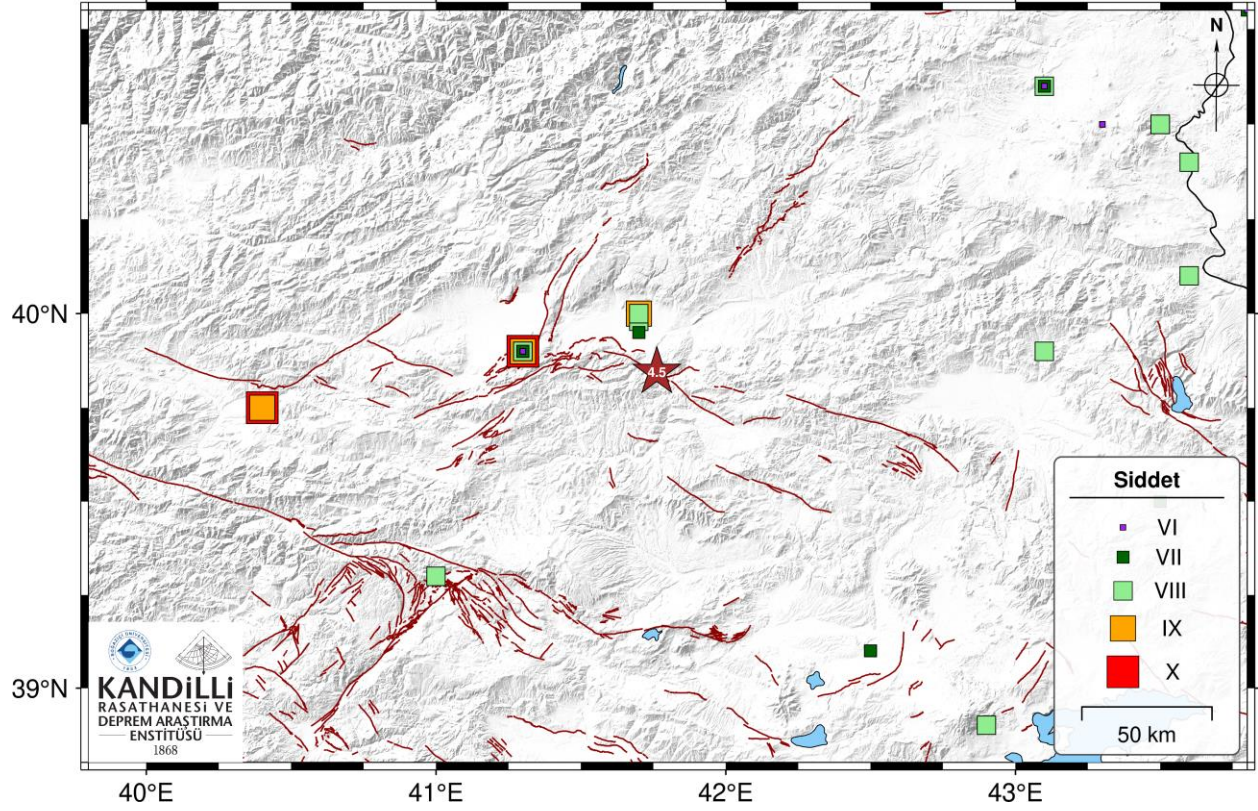 N
4.5
40°N
39°N
40°E
41°E
42°E
43°E
Siddet
VI
VII
VIII
IX
X
50 km
KANDiLLi
RASATHANESi VE
DEPREM ARAŞTIRMA
ENSTİTÜSÜ
1868